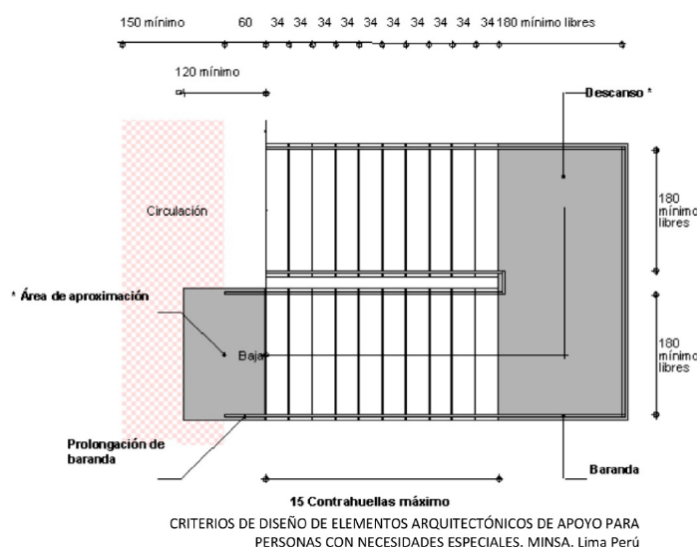 150 mínimo 60 34 34 34 34 34 34 34 34 34 34 180 mínimo libres
120 mínimo
Descanso *
Circulación
180
mínimo
libres
* Área de aproximación
Baja
180
mínimo
libres
Prolongación de
baranda
Baranda
15 Contrahuellas máximo
CRITERIOS DE DISEÑO DE ELEMENTOS ARQUITECTÓNICOS DE APOYO PARA
PERSONAS CON NECESIDADES ESPECIALES. MINSA. Lima Perú